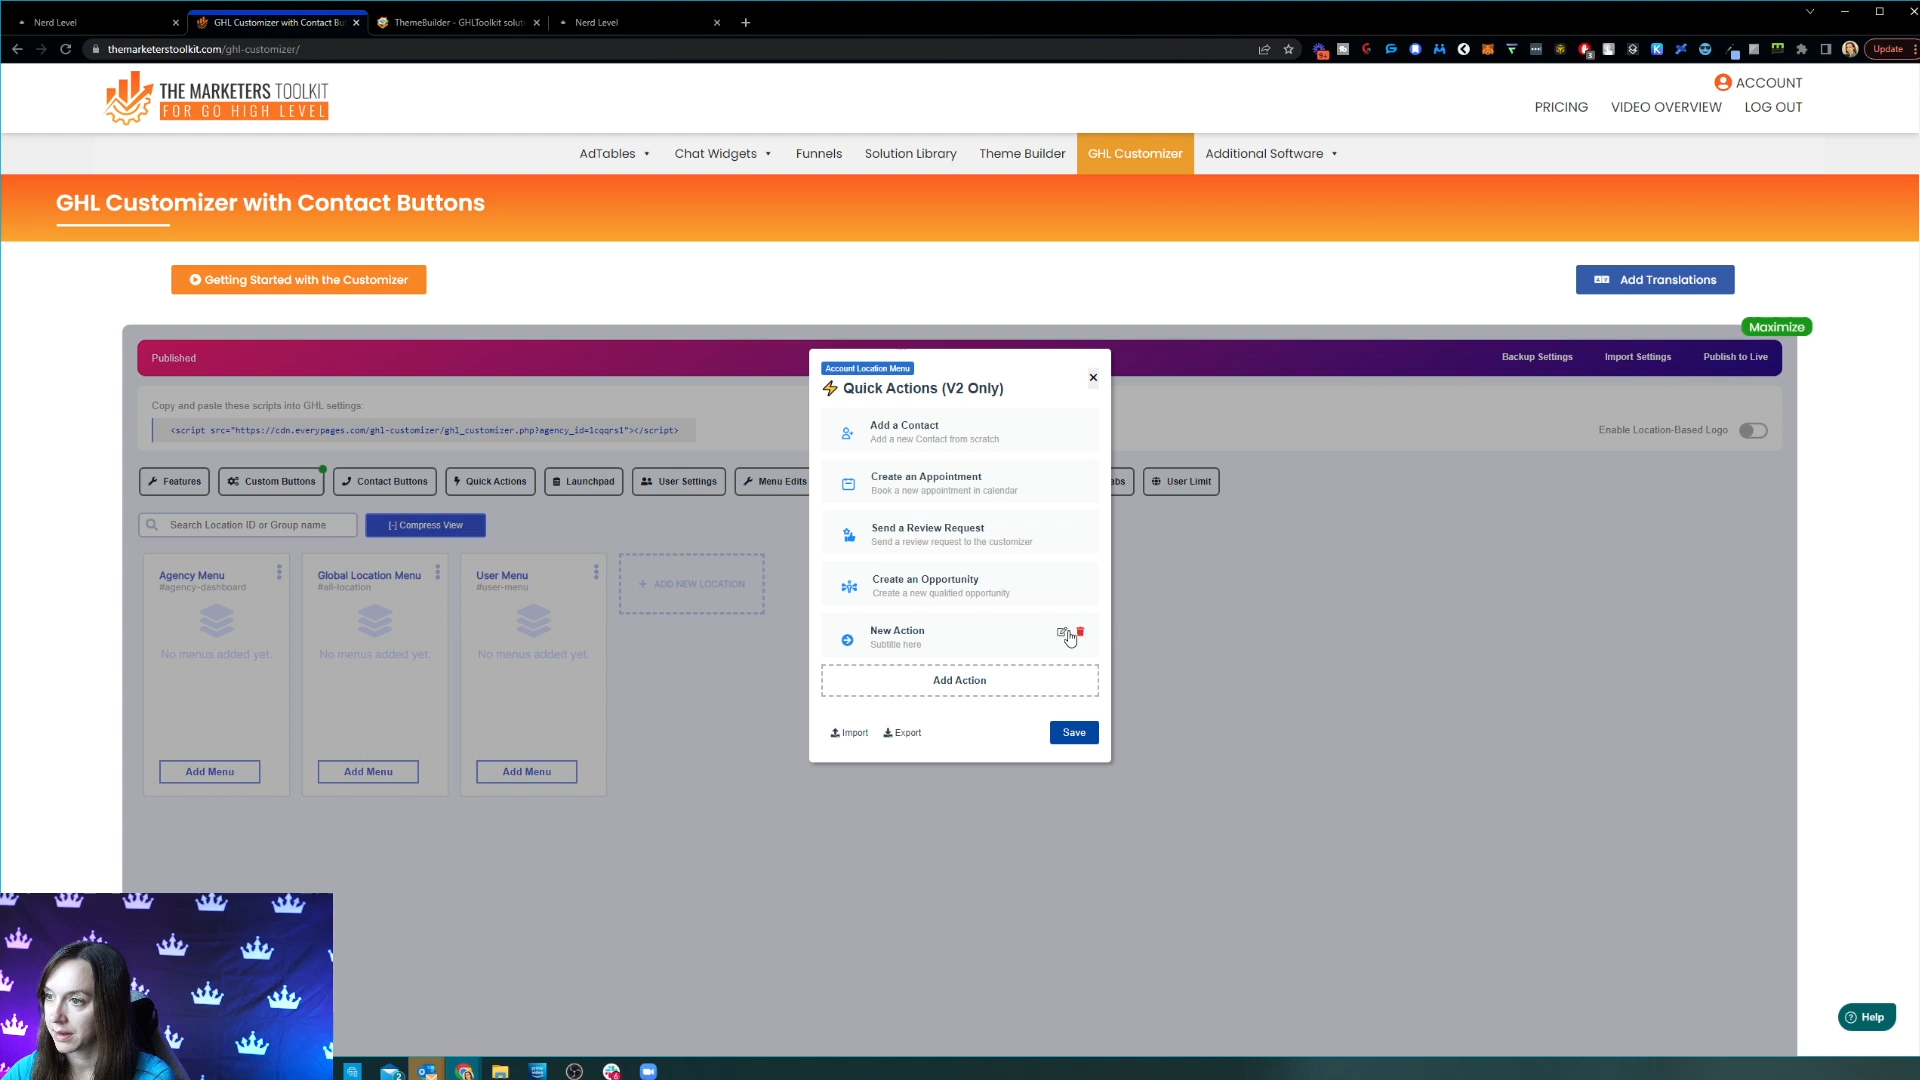 Nerd Level
GHL Customizer with Contact Bu
ThemeBuilder - GHLToolkit soluti
Nerd Level
themarketerstoolkit.com/ghl-customizer/
Update
THE MARKETERS TOOLKIT
FOR GO HIGH LEVEL
ACCOUNT
PRICING
VIDEO OVERVIEW
LOG OUT
AdTables
Chat Widgets
Funnels
Solution Library
Theme Builder
GHL Customizer
Additional Software
GHL Customizer with Contact Buttons
Getting Started with the Customizer
Add Translations
Maximize
Published
Backup Settings
Import Settings
Publish to Live
Copy and paste these scripts into GHL settings:
<script src="https://cdn.everypages.com/ghl-customizer/ghl_customizer.php?agency_id=1cqqrs1"></script>
Enable Location-Based Logo
Features
Custom Buttons
Contact Buttons
Quick Actions
Launchpad
User Settings
Menu Edits
abs
User Limit
Search Location ID or Group name
[-] Compress View
Agency Menu
#agency-dashboard
No menus added yet.
Add Menu
Global Location Menu
#all-location
No menus added yet.
Add Menu
User Menu
#user-menu
No menus added yet.
Add Menu
+ ADD NEW LOCATION
Account Location Menu
Quick Actions (V2 Only)
Add a Contact
Add a new Contact from scratch
Create an Appointment
Book a new appointment in calendar
Send a Review Request
Send a review request to the customizer
Create an Opportunity
Create a new qualified opportunity
New Action
Subtitle here
Add Action
Import
Export
Save
Help